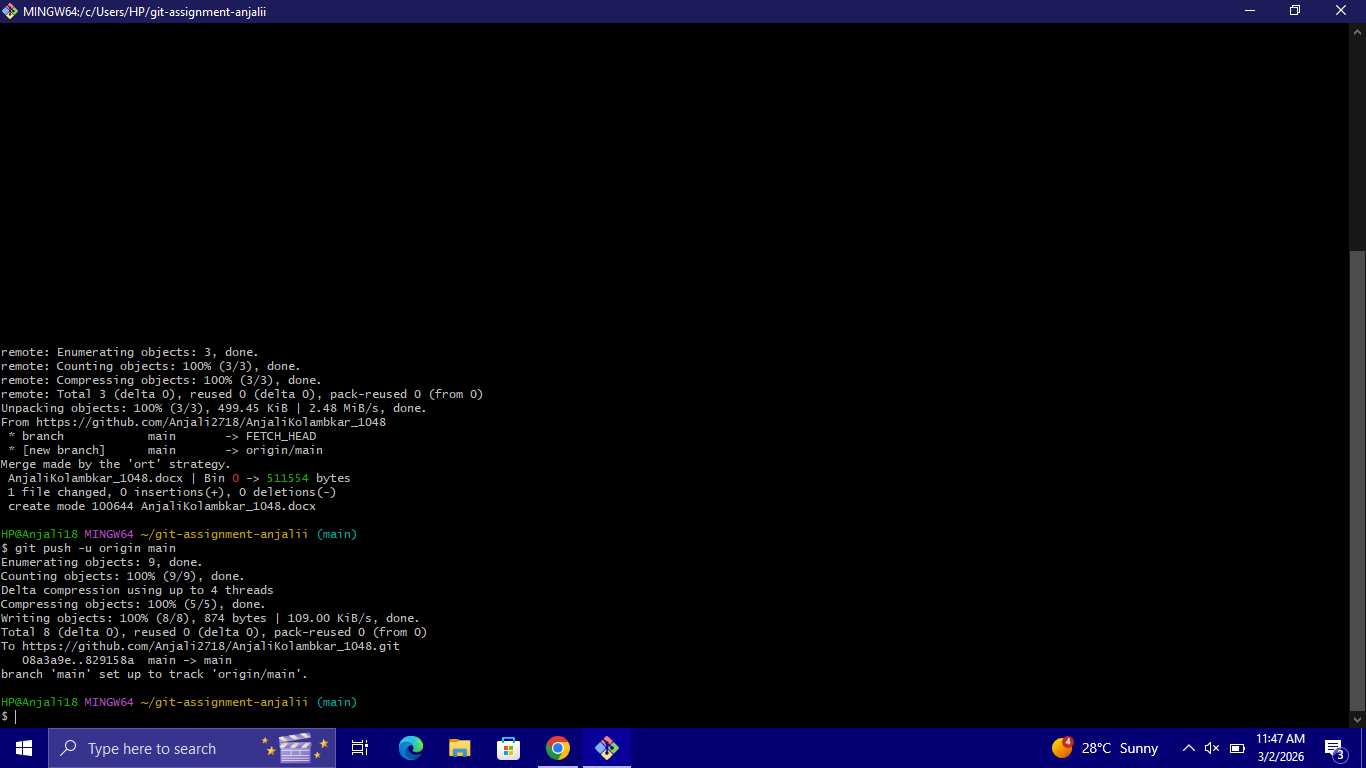 MINGW64:/c/Users/HP/git-assignment-anjalii
remote: Enumerating objects: 3, done.
remote: Counting objects: 100% (3/3), done.
remote: Compressing objects: 100% (3/3), done.
remote: Total 3 (delta 0), reused 0 (delta 0), pack-reused 0 (from 0)
Unpacking objects: 100% (3/3), 499.45 KiB | 2.48 MiB/s, done.
From https://github.com/Anjali2718/AnjaliKolambkar_1048
 * branch            main       -> FETCH_HEAD
 * [new branch]      main       -> origin/main
Merge made by the 'ort' strategy.
 AnjaliKolambkar_1048.docx | Bin 0 -> 511554 bytes
 1 file changed, 0 insertions(+), 0 deletions(-)
 create mode 100644 AnjaliKolambkar_1048.docx
HP@Anjali18 MINGW64 ~/git-assignment-anjalii (main)
$ git push -u origin main
Enumerating objects: 9, done.
Counting objects: 100% (9/9), done.
Delta compression using up to 4 threads
Compressing objects: 100% (5/5), done.
Writing objects: 100% (8/8), 874 bytes | 109.00 KiB/s, done.
Total 8 (delta 0), reused 0 (delta 0), pack-reused 0 (from 0)
To https://github.com/Anjali2718/AnjaliKolambkar_1048.git
   08a3a9e..829158a  main -> main
branch 'main' set up to track 'origin/main'.
HP@Anjali18 MINGW64 ~/git-assignment-anjalii (main)
$
Type here to search
4
28°C Sunny
11:47 AM
3/2/2026
3